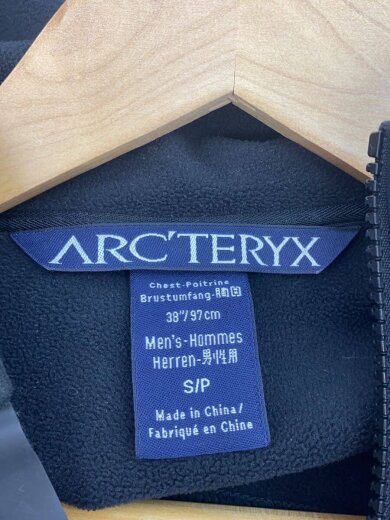 ARC'TERYX
Chest-Poitrine
Brustumfang-胸囲
38"/97cm
Men's-Hommes
Herren-男性用
S/P
Made in China/
Fabriqué en Chine